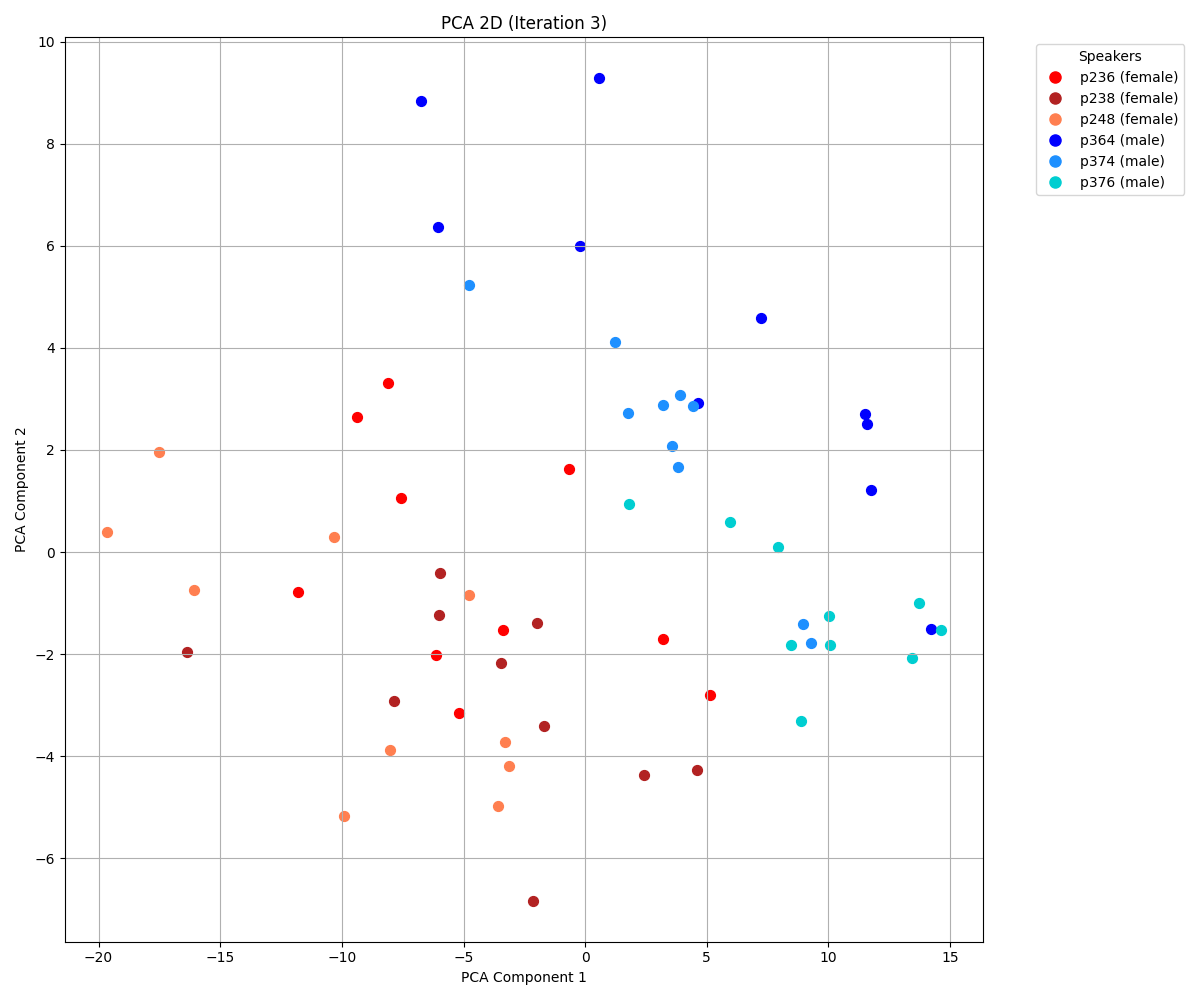 PCA 2D (Iteration 3)
Speakers
p236 (female)
p238 (female)
p248 (female)
p364 (male)
p374 (male)
p376 (male)
10
8
6
4
2
0
−2
−4
−6
PCA Component 2
−20 −15 −10 −5 0 5 10 15
PCA Component 1